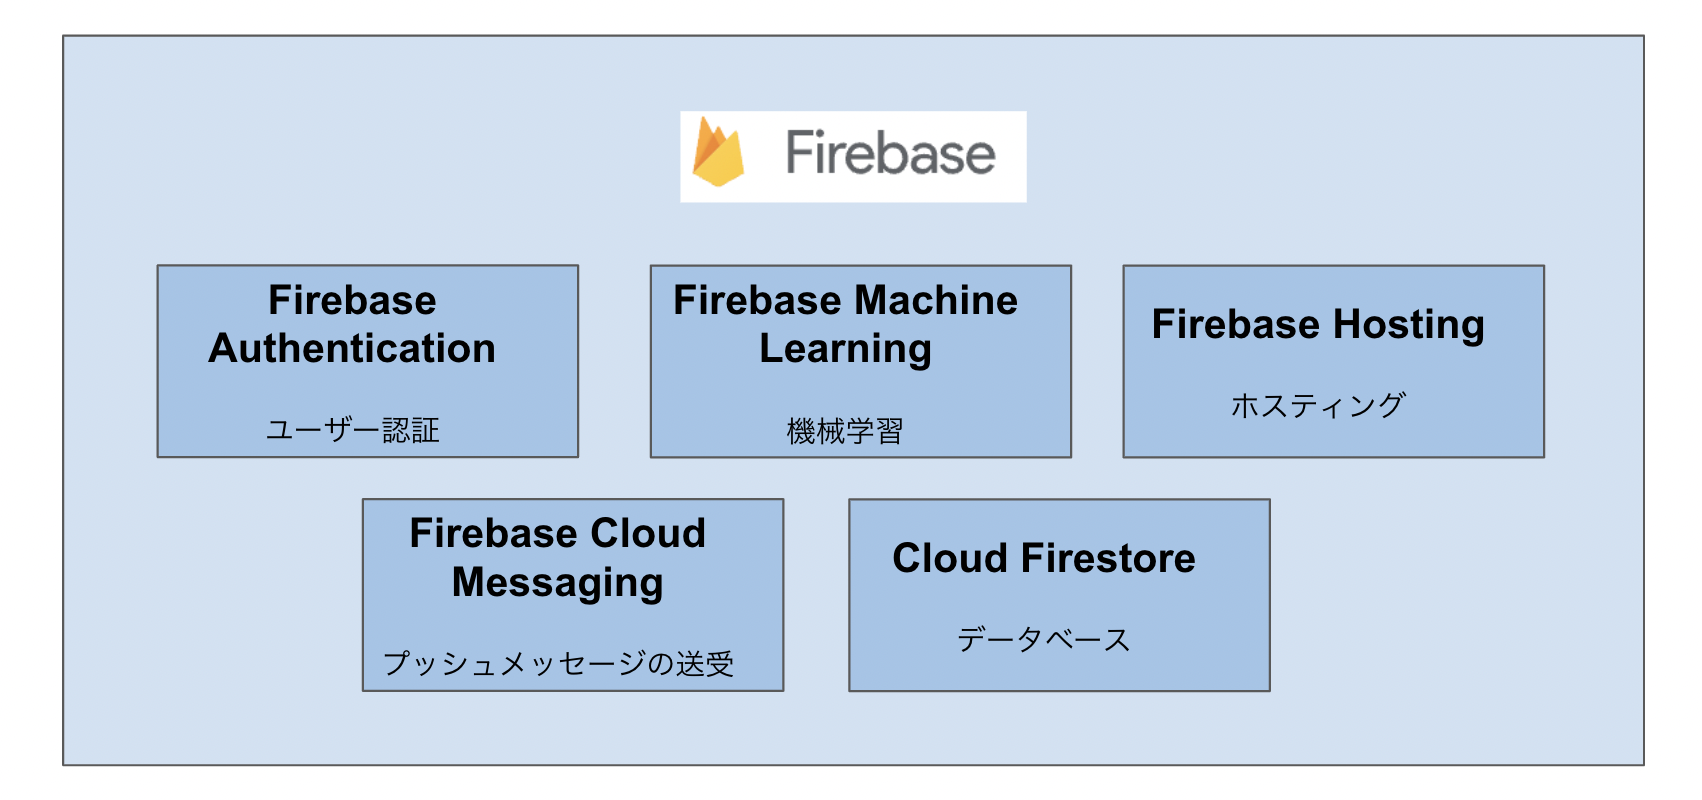 Firebase
Firebase
Authentication
ユーザー認証
Firebase Machine
Learning
機械学習
Firebase Hosting
ホスティング
Firebase Cloud
Messaging
プッシュメッセージの送受
Cloud Firestore
データベース